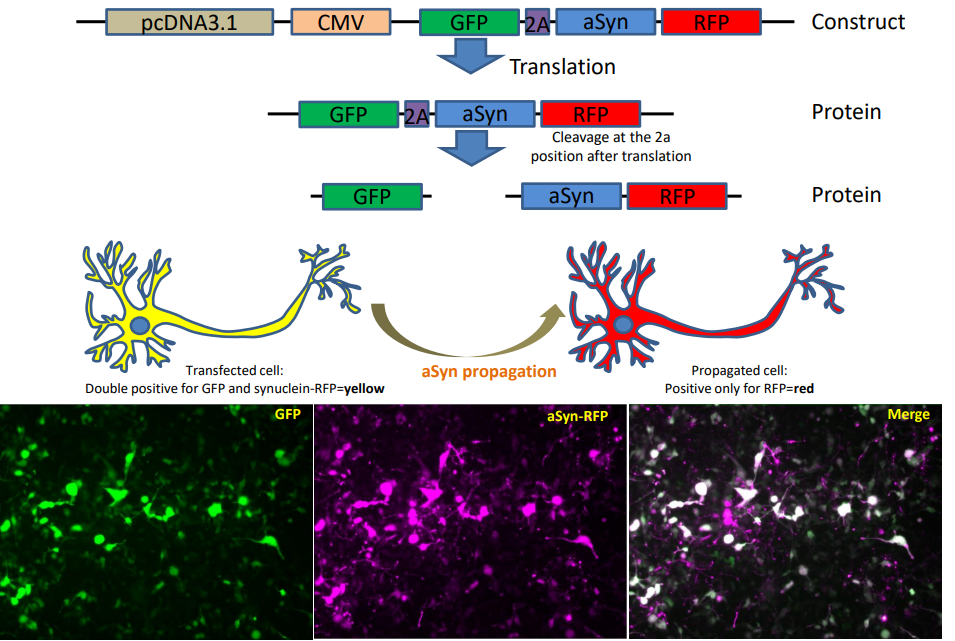 pcDNA3.1 CMV GFP 2A aSyn RFP Construct
Translation
GFP 2A aSyn RFP Protein
Cleavage at the 2a
position after translation
GFP aSyn RFP Protein
Transfected cell:
Double positive for GFP and synuclein-RFP=yellow
aSyn propagation
Propagated cell:
Positive only for RFP=red
GFP
aSyn-RFP
Merge